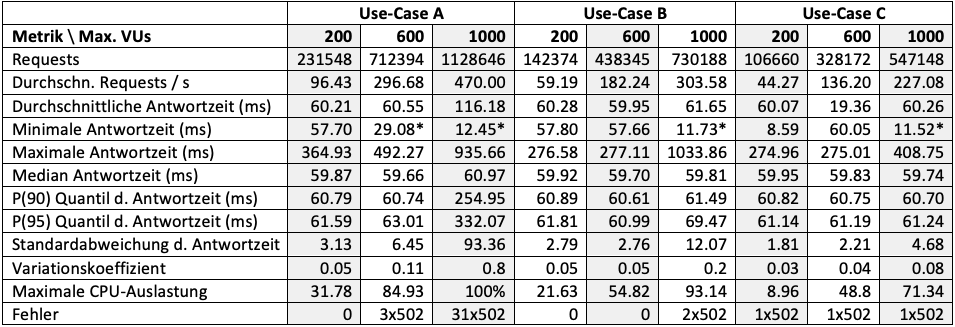 Use-Case A Use-Case B Use-Case C
Metrik \ Max. VUs 200 600 1000 200 600 1000 200 600 1000
Requests 231548 712394 1128646 142374 438345 730188 106660 328172 547148
Durchschn. Requests / s 96.43 296.68 470.00 59.19 182.24 303.58 44.27 136.20 227.08
Durchschnittliche Antwortzeit (ms) 60.21 60.55 116.18 60.28 59.95 61.65 60.07 19.36 60.26
Minimale Antwortzeit (ms) 57.70 29.08* 12.45* 57.80 57.66 11.73* 8.59 60.05 11.52*
Maximale Antwortzeit (ms) 364.93 492.27 935.66 276.58 277.11 1033.86 274.96 275.01 408.75
Median Antwortzeit (ms) 59.87 59.66 60.97 59.92 59.70 59.81 59.95 59.83 59.74
P(90) Quantil d. Antwortzeit (ms) 60.79 60.74 254.95 60.89 60.61 61.49 60.82 60.75 60.70
P(95) Quantil d. Antwortzeit (ms) 61.59 63.01 332.07 61.81 60.99 69.47 61.14 61.19 61.24
Standardabweichung d. Antwortzeit 3.13 6.45 93.36 2.79 2.76 12.07 1.81 2.21 4.68
Variationskoeffizient 0.05 0.11 0.8 0.05 0.05 0.2 0.03 0.04 0.08
Maximale CPU-Auslastung 31.78 84.93 100% 21.63 54.82 93.14 8.96 48.8 71.34
Fehler 0 3x502 31x502 0 0 2x502 1x502 1x502 1x502